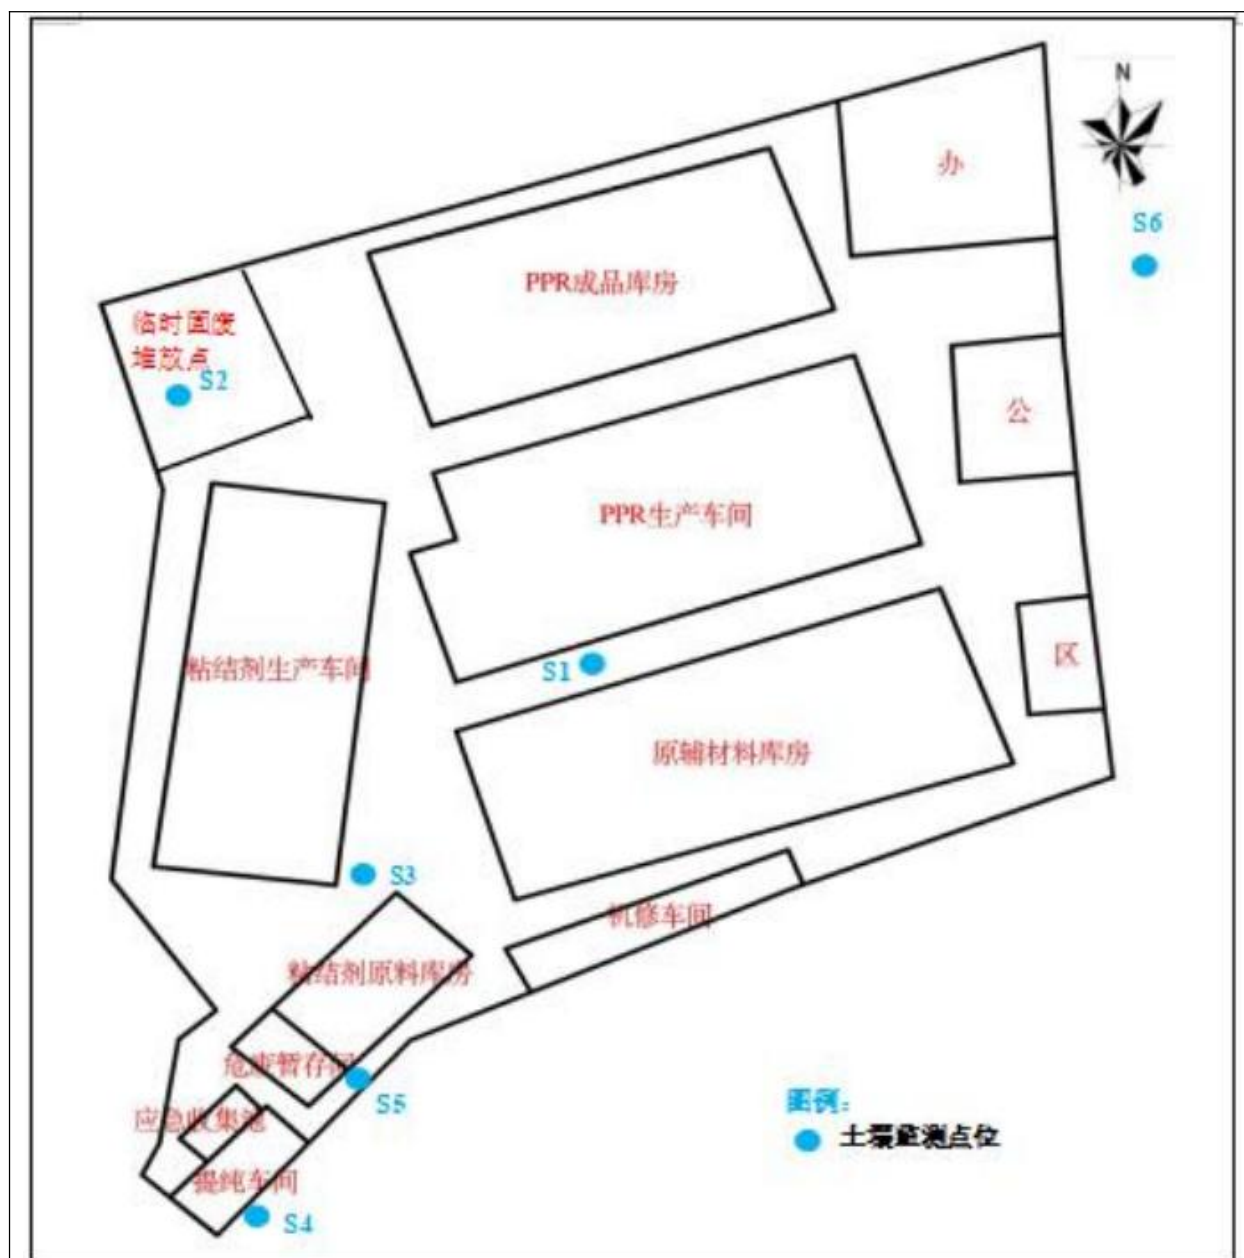 N
办
S6
PPR成品库房
临时固废
堆放点
S2
公
PPR生产车间
区
S1
粘结剂生产车间
原辅材料库房
S3
机修车间
粘结剂原料库房
危废暂存间
S5
应急收集池
图例：
土壤监测点位
提纯车间
S4